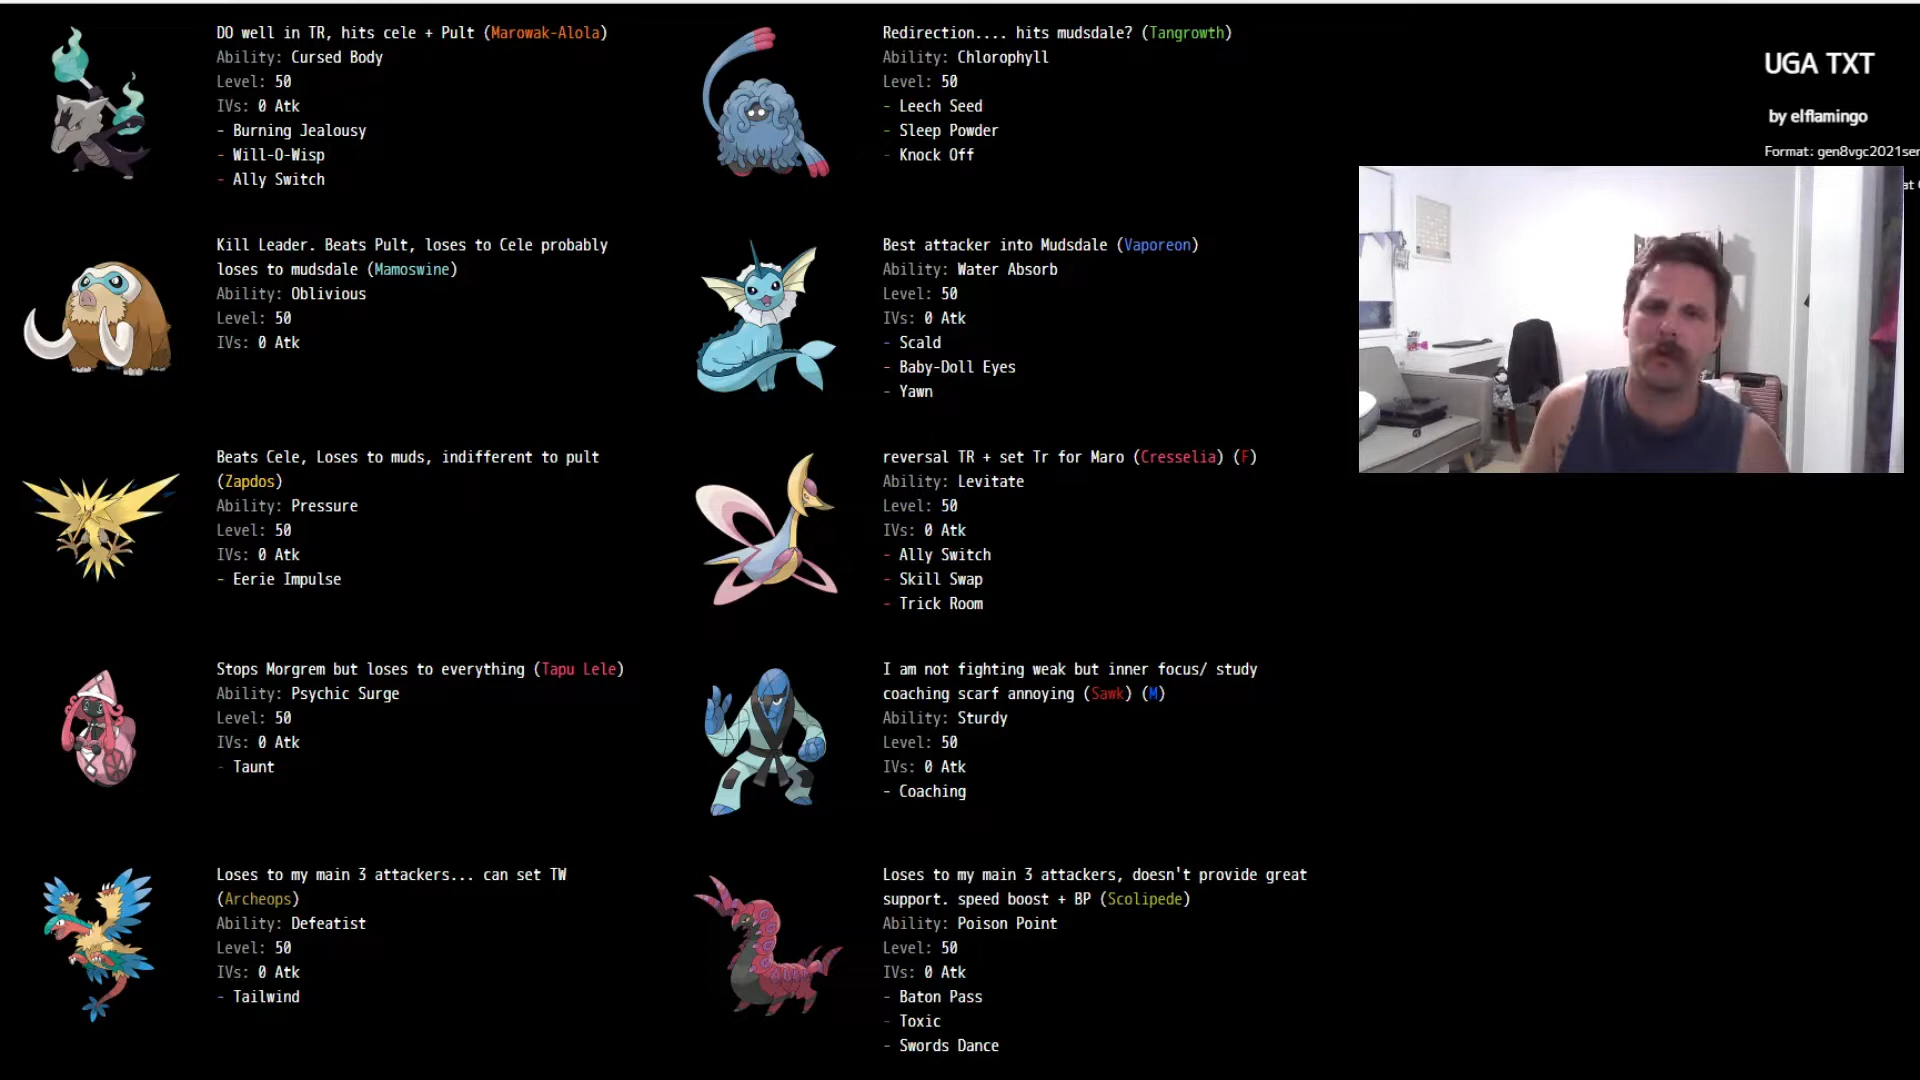 DO well in TR, hits cele + Pult (Marowak-Alola)
Ability: Cursed Body
Level: 50
IVs: 0 Atk
- Burning Jealousy
- Will-O-Wisp
- Ally Switch
Redirection.... hits mudsdale? (Tangrowth)
Ability: Chlorophyll
Level: 50
- Leech Seed
- Sleep Powder
- Knock Off
Kill Leader. Beats Pult, loses to Cele probably
loses to mudsdale (Mamoswine)
Ability: Oblivious
Level: 50
IVs: 0 Atk
Best attacker into Mudsdale (Vaporeon)
Ability: Water Absorb
Level: 50
IVs: 0 Atk
- Scald
- Baby-Doll Eyes
- Yawn
Beats Cele, Loses to muds, indifferent to pult
(Zapdos)
Ability: Pressure
Level: 50
IVs: 0 Atk
- Eerie Impulse
reversal TR + set Tr for Maro (Cresselia) (F)
Ability: Levitate
Level: 50
IVs: 0 Atk
- Ally Switch
- Skill Swap
- Trick Room
Stops Morgrem but loses to everything (Tapu Lele)
Ability: Psychic Surge
Level: 50
IVs: 0 Atk
- Taunt
I am not fighting weak but inner focus/ study
coaching scarf annoying (Sawk) (M)
Ability: Sturdy
Level: 50
IVs: 0 Atk
- Coaching
Loses to my main 3 attackers... can set TW
(Archeops)
Ability: Defeatist
Level: 50
IVs: 0 Atk
- Tailwind
Loses to my main 3 attackers, doesn't provide great
support. speed boost + BP (Scolipede)
Ability: Poison Point
Level: 50
IVs: 0 Atk
- Baton Pass
- Toxic
- Swords Dance
UGA TXT
by elflamingo
Format: gen8vgc2021ser
at